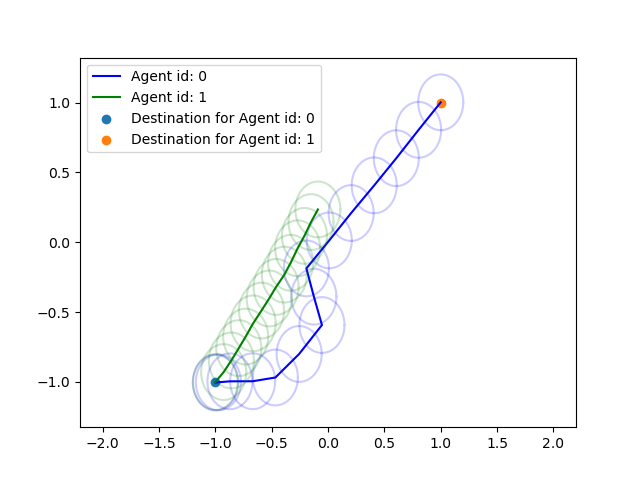 Agent id: 0
Agent id: 1
Destination for Agent id: 0
Destination for Agent id: 1
1.0
0.5
0.0
−0.5
−1.0
−2.0 −1.5 −1.0 −0.5 0.0 0.5 1.0 1.5 2.0